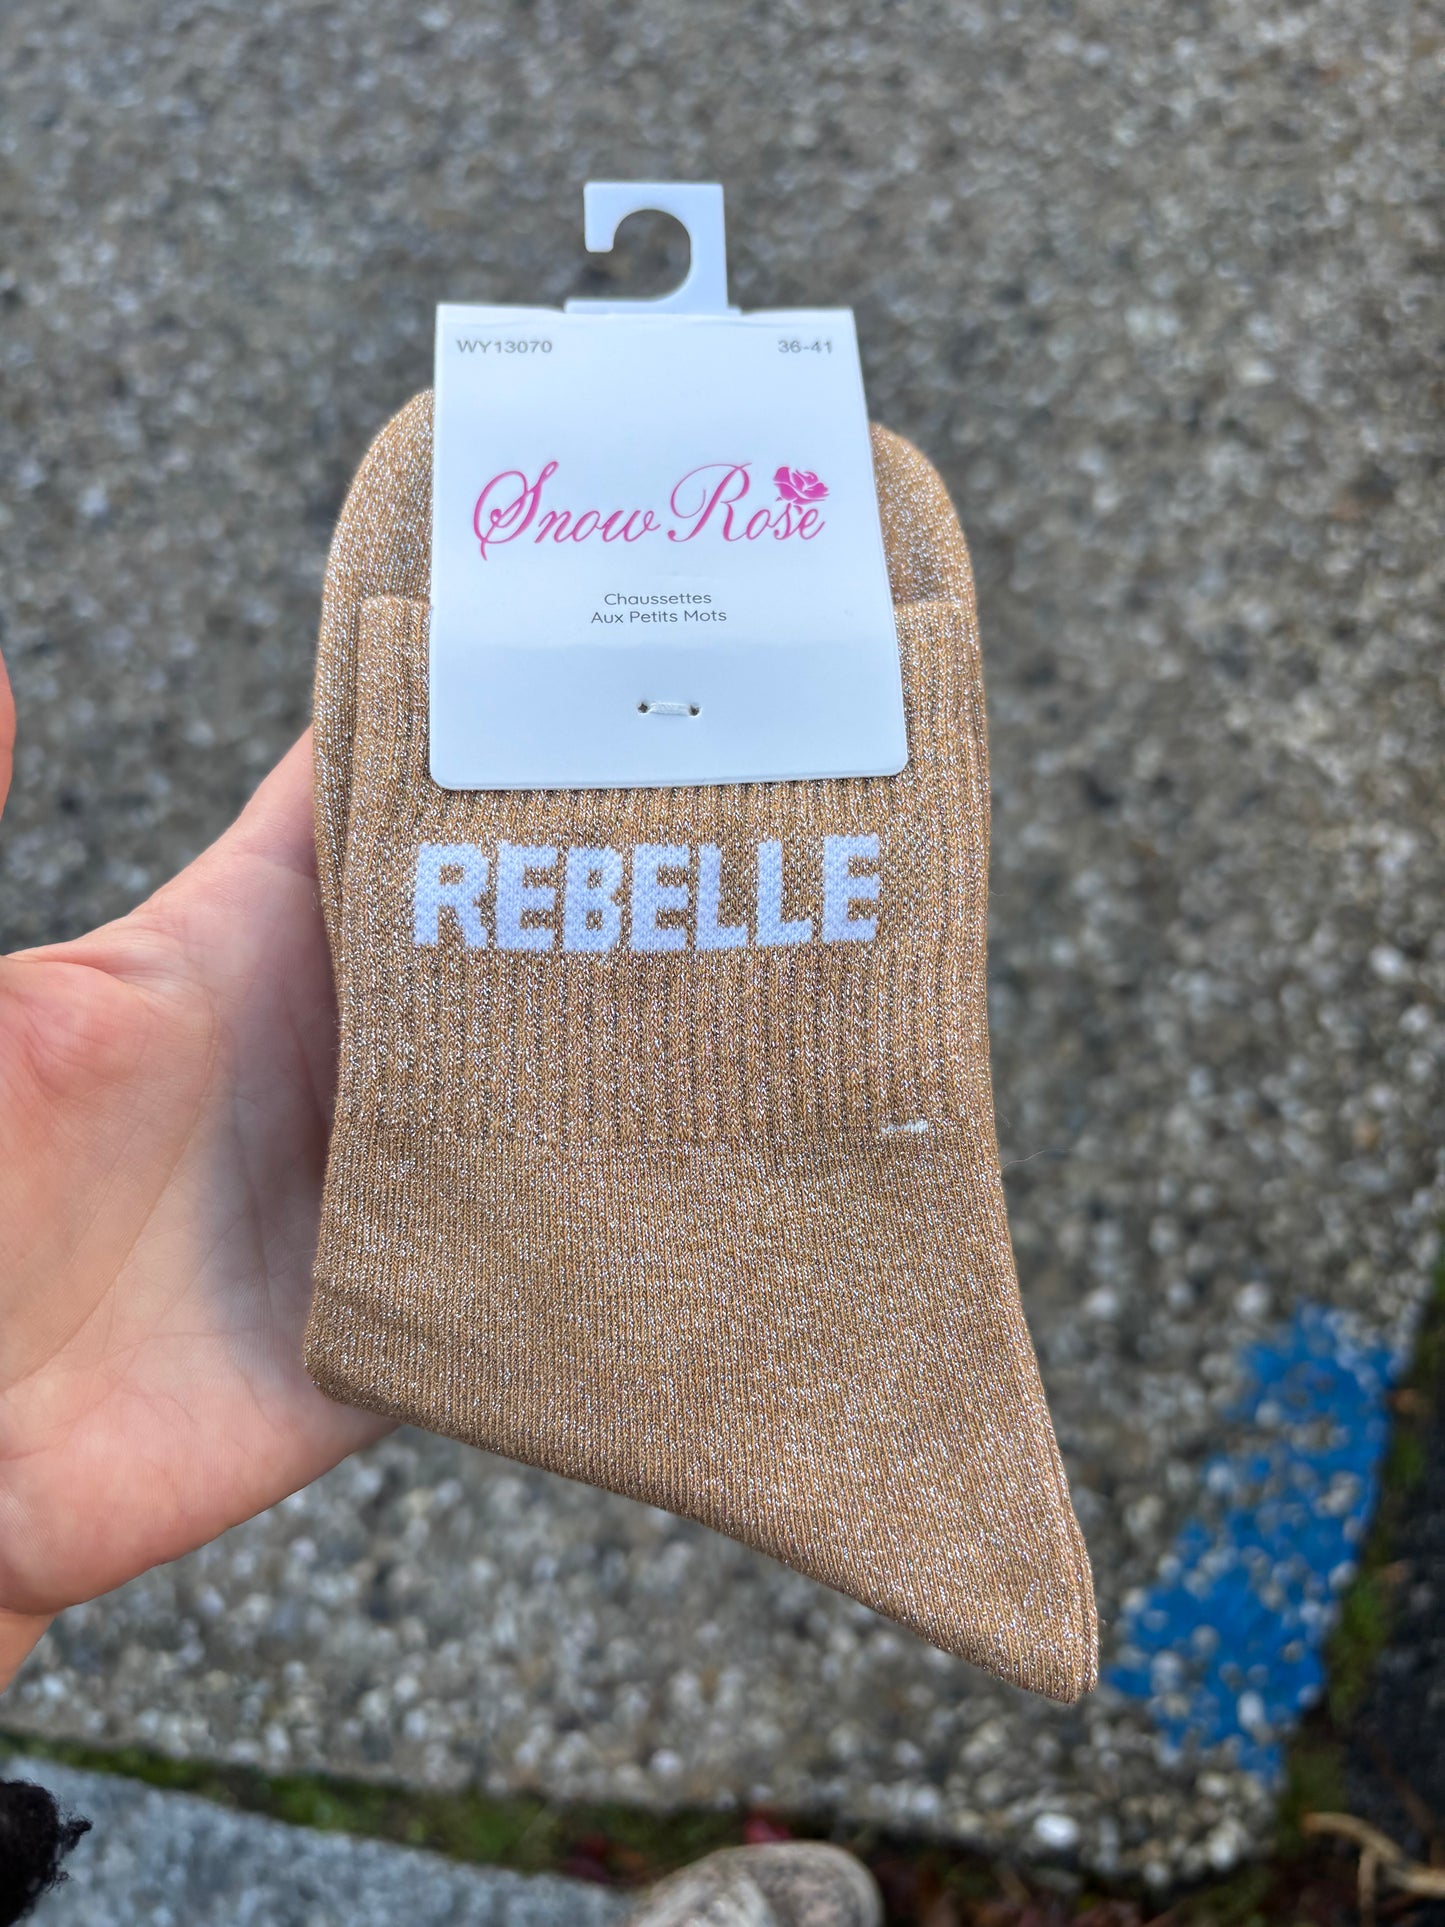 WY13070 36-41
Snow Rose
Chaussettes
Aux Petits Mots
REBELLE